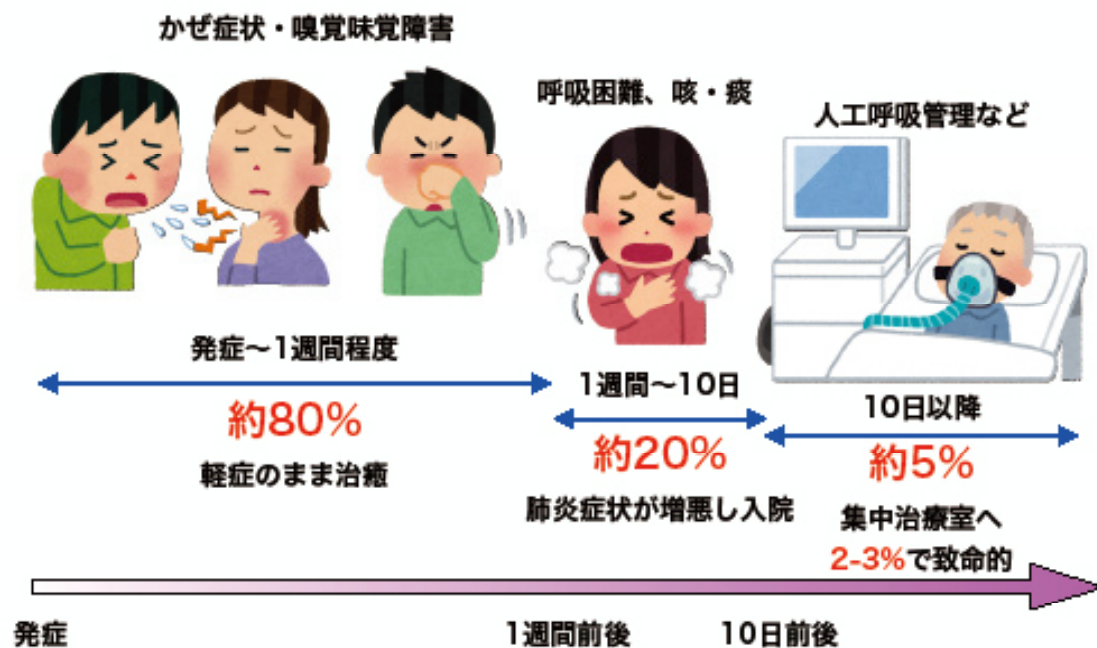 かぜ症状・嗅覚味覚障害
呼吸困難、咳・痰
人工呼吸管理など
発症～1週間程度
約80%
軽症のまま治癒
1週間～10日
約20%
肺炎症状が増悪し入院
10日以降
約5%
集中治療室へ
2-3%で致命的
発症
1週間前後
10日前後